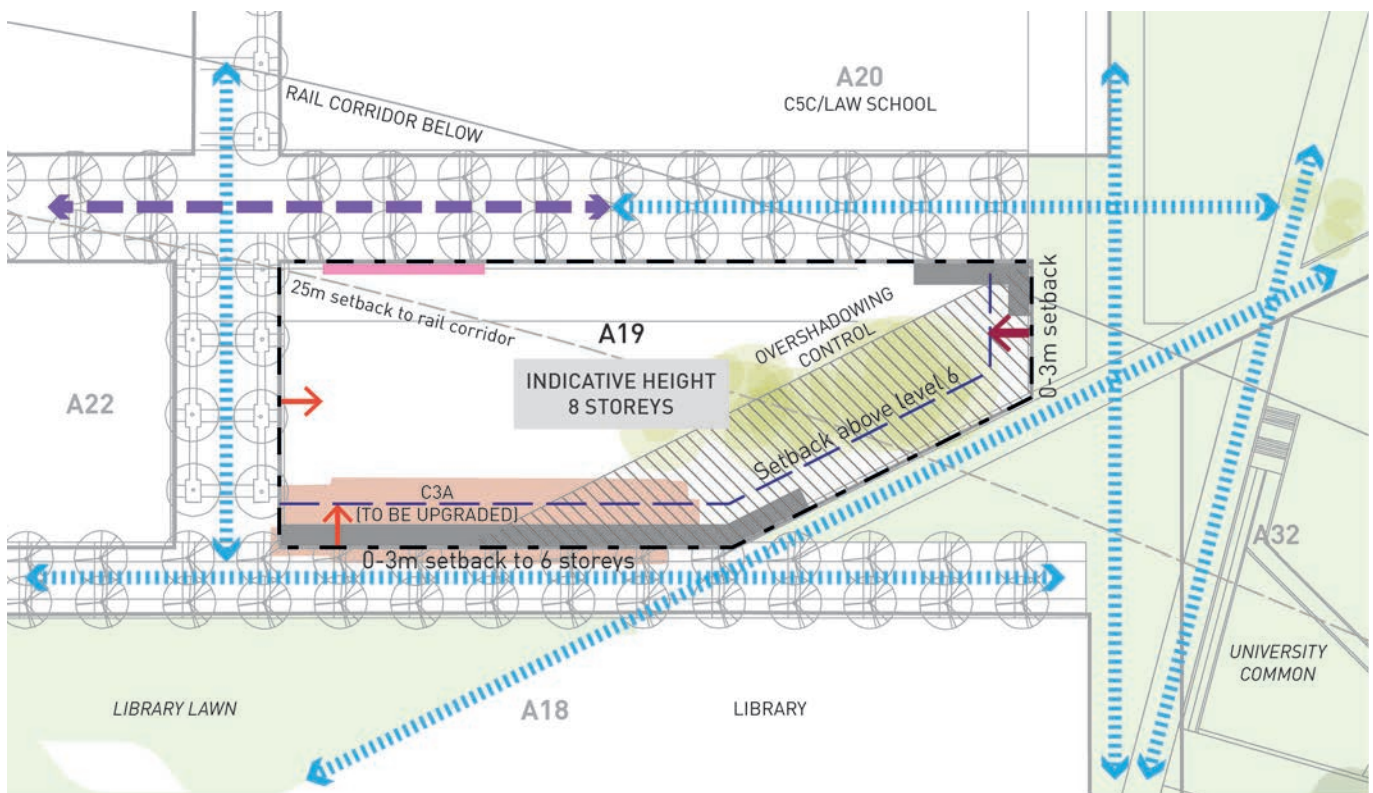 A20
C5C/LAW SCHOOL
RAIL CORRIDOR BELOW
25m setback to rail corridor
A19
OVERSHADOWING
CONTROL
0-3m setback
INDICATIVE HEIGHT
8 STOREYS
A22
Setback above level 6
C3A
(TO BE UPGRADED)
0-3m setback to 6 storeys
A32
UNIVERSITY
COMMON
LIBRARY LAWN
A18
LIBRARY